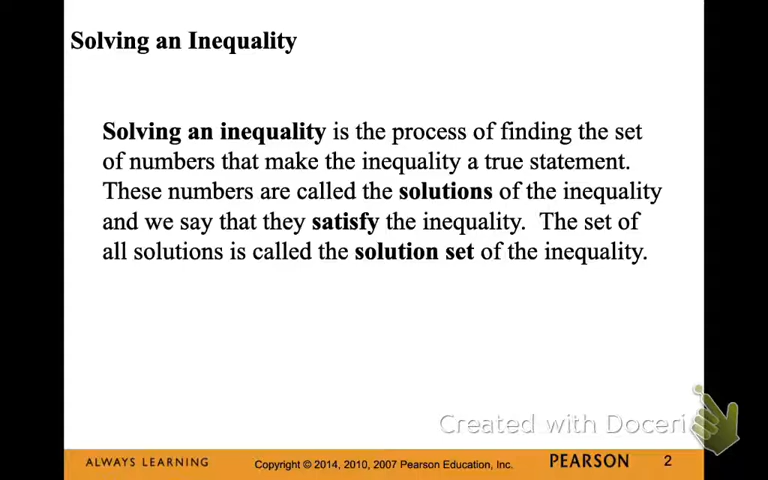 Solving an Inequality
Solving an inequality is the process of finding the set
of numbers that make the inequality a true statement.
These numbers are called the solutions of the inequality
and we say that they satisfy the inequality.  The set of
all solutions is called the solution set of the inequality.
Created with Doceri
ALWAYS LEARNING
Copyright © 2014, 2010, 2007 Pearson Education, Inc.
PEARSON
2